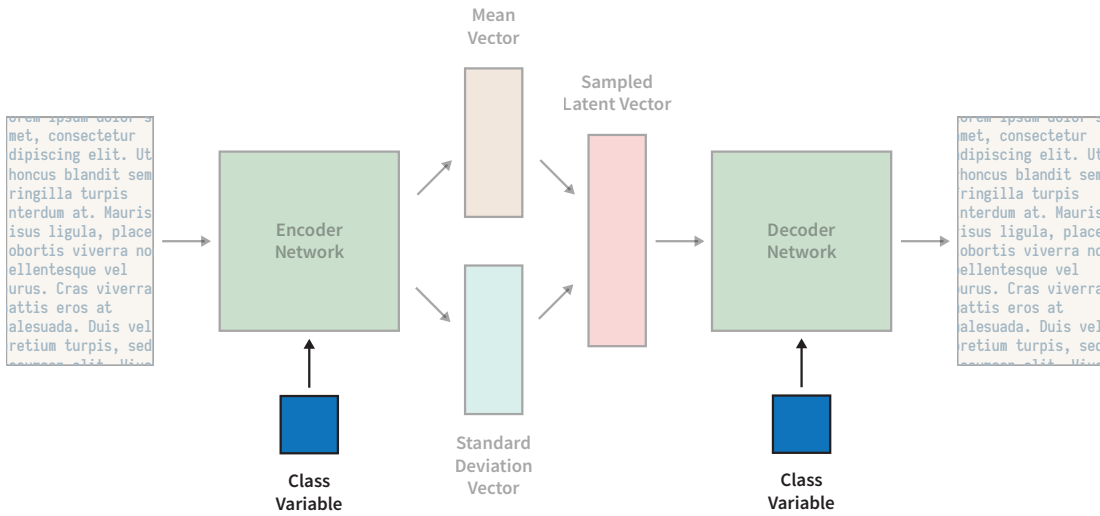 Mean
Vector
Sampled
Latent Vector
met, consectetur
dipiscing elit. Ut
honcus blandit sem
ringilla turpis
nterdum at. Mauris
isus ligula, place
obortis viverra no
ellentesque vel
urus. Cras viverra
attis eros at
alesuada. Duis vel
retium turpis, sed
Encoder
Network
Class
Variable
Standard
Deviation
Vector
Decoder
Network
Class
Variable
met, consectetur
dipiscing elit. Ut
honcus blandit sem
ringilla turpis
nterdum at. Mauris
isus ligula, place
obortis viverra no
ellentesque vel
urus. Cras viverra
attis eros at
alesuada. Duis vel
retium turpis, sed